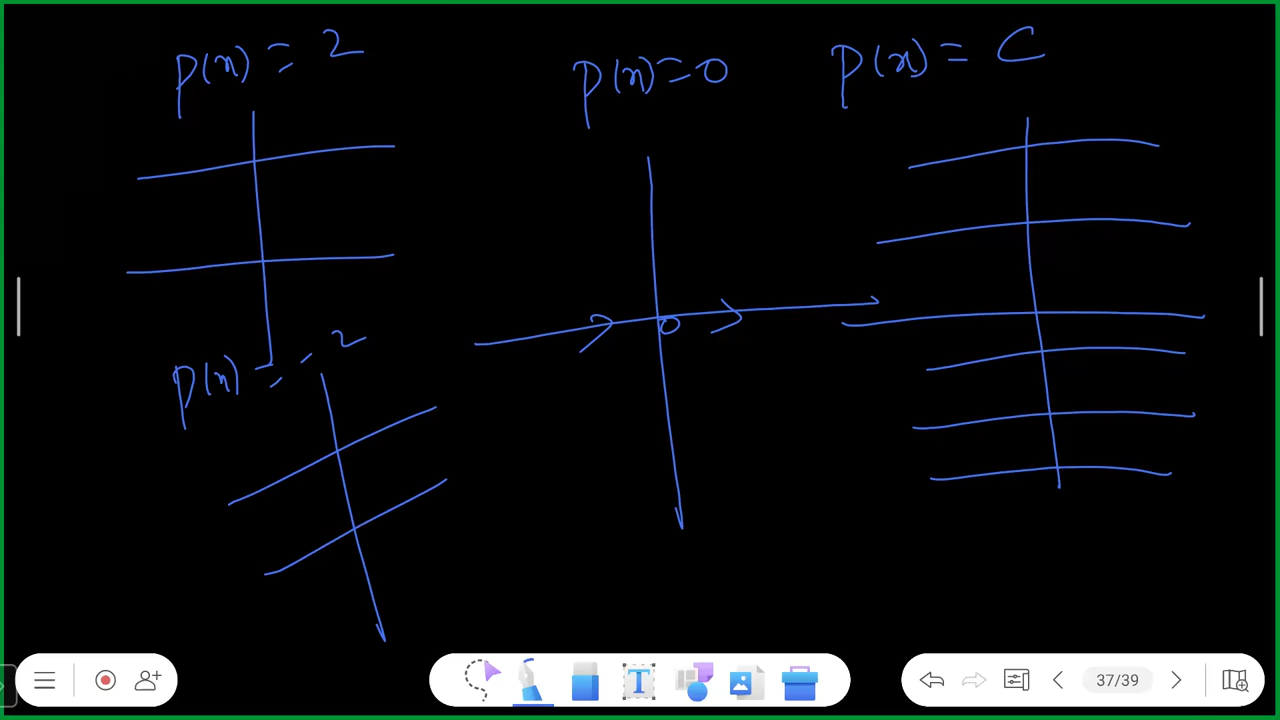 p(x) = 2
p(x)=0
p(x) = C
0
p(x) = -2
37/39
T